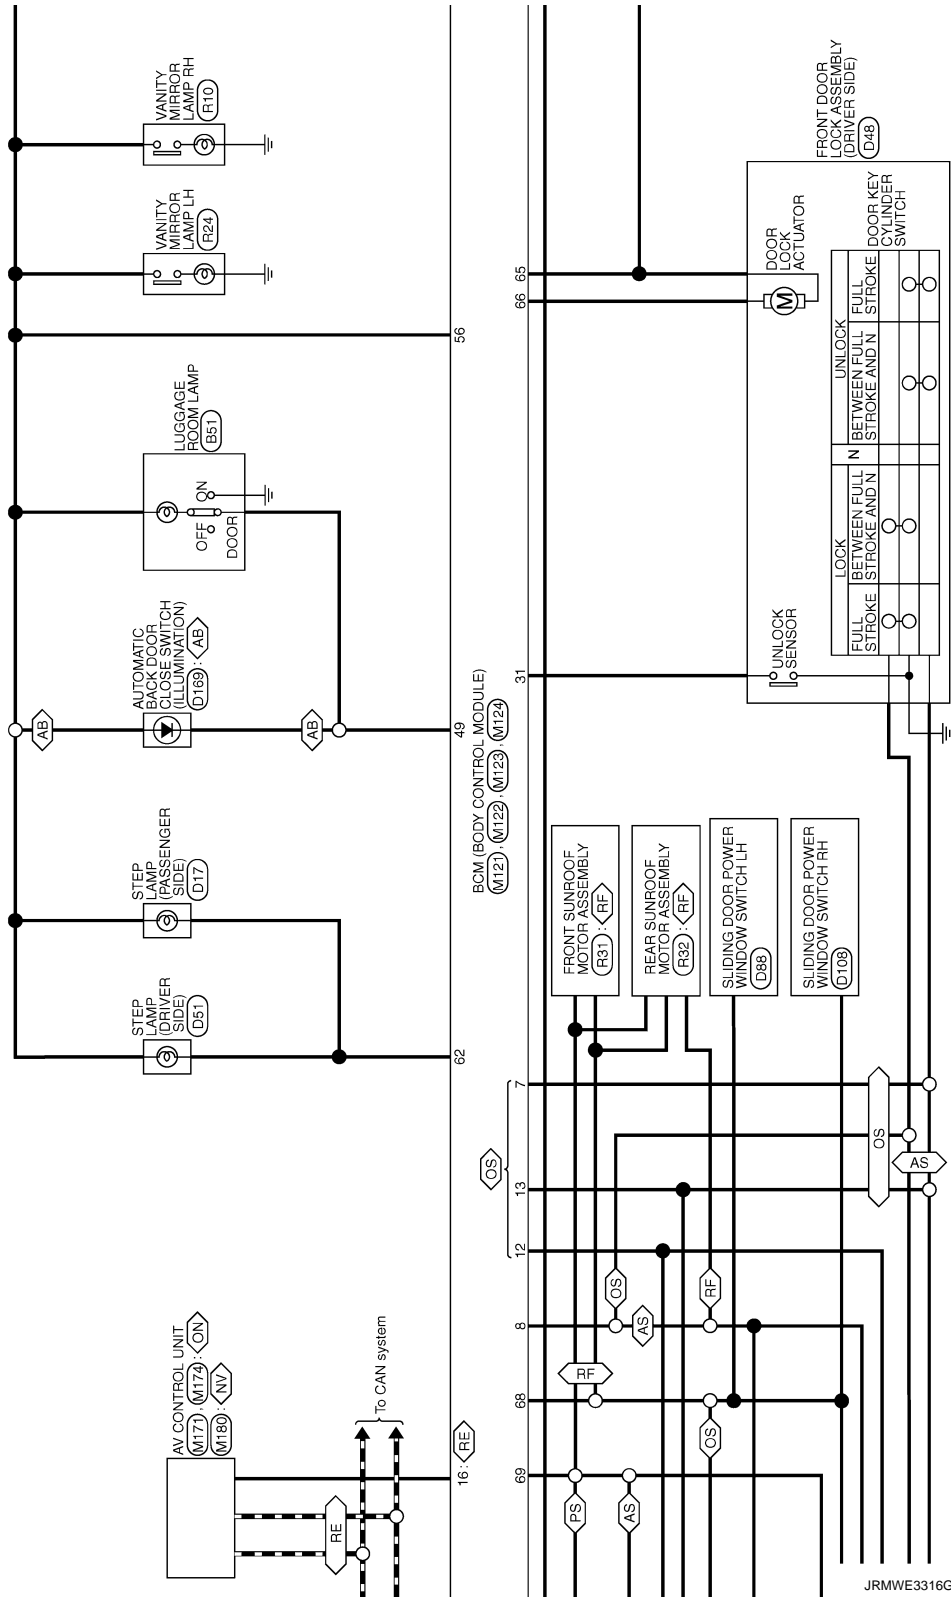 VANITY
MIRROR
LAMP RH
R10
VANITY
MIRROR
LAMP LH
R24
56
LUGGAGE
ROOM LAMP
B51
ON
OFF
DOOR
AUTOMATIC
BACK DOOR
CLOSE SWITCH
(ILLUMINATION)
D169 : AB
AB
AB
49
STEP
LAMP
(PASSENGER
SIDE)
D17
STEP
LAMP
(DRIVER
SIDE)
D51
62
AV CONTROL UNIT
M171 , M174 : ON
M180 : NV
To CAN system
RE
16 : RE
BCM (BODY CONTROL MODULE)
M121 , M122 , M123 , M124
OS
65
66
31
7
13
12
8
68
69
FRONT DOOR
LOCK ASSEMBLY
(DRIVER SIDE)
D48
DOOR
LOCK
ACTUATOR
M
DOOR KEY
CYLINDER
SWITCH
UNLOCK
SENSOR
LOCK
N
UNLOCK
FULL
STROKE
BETWEEN FULL
STROKE AND N
BETWEEN FULL
STROKE AND N
FULL
STROKE
FRONT SUNROOF
MOTOR ASSEMBLY
R31 : RF
REAR SUNROOF
MOTOR ASSEMBLY
R32 : RF
SLIDING DOOR POWER
WINDOW SWITCH LH
D88
SLIDING DOOR POWER
WINDOW SWITCH RH
D108
OS
AS
OS
AS
RF
RF
OS
PS
AS
JRMWE3316G